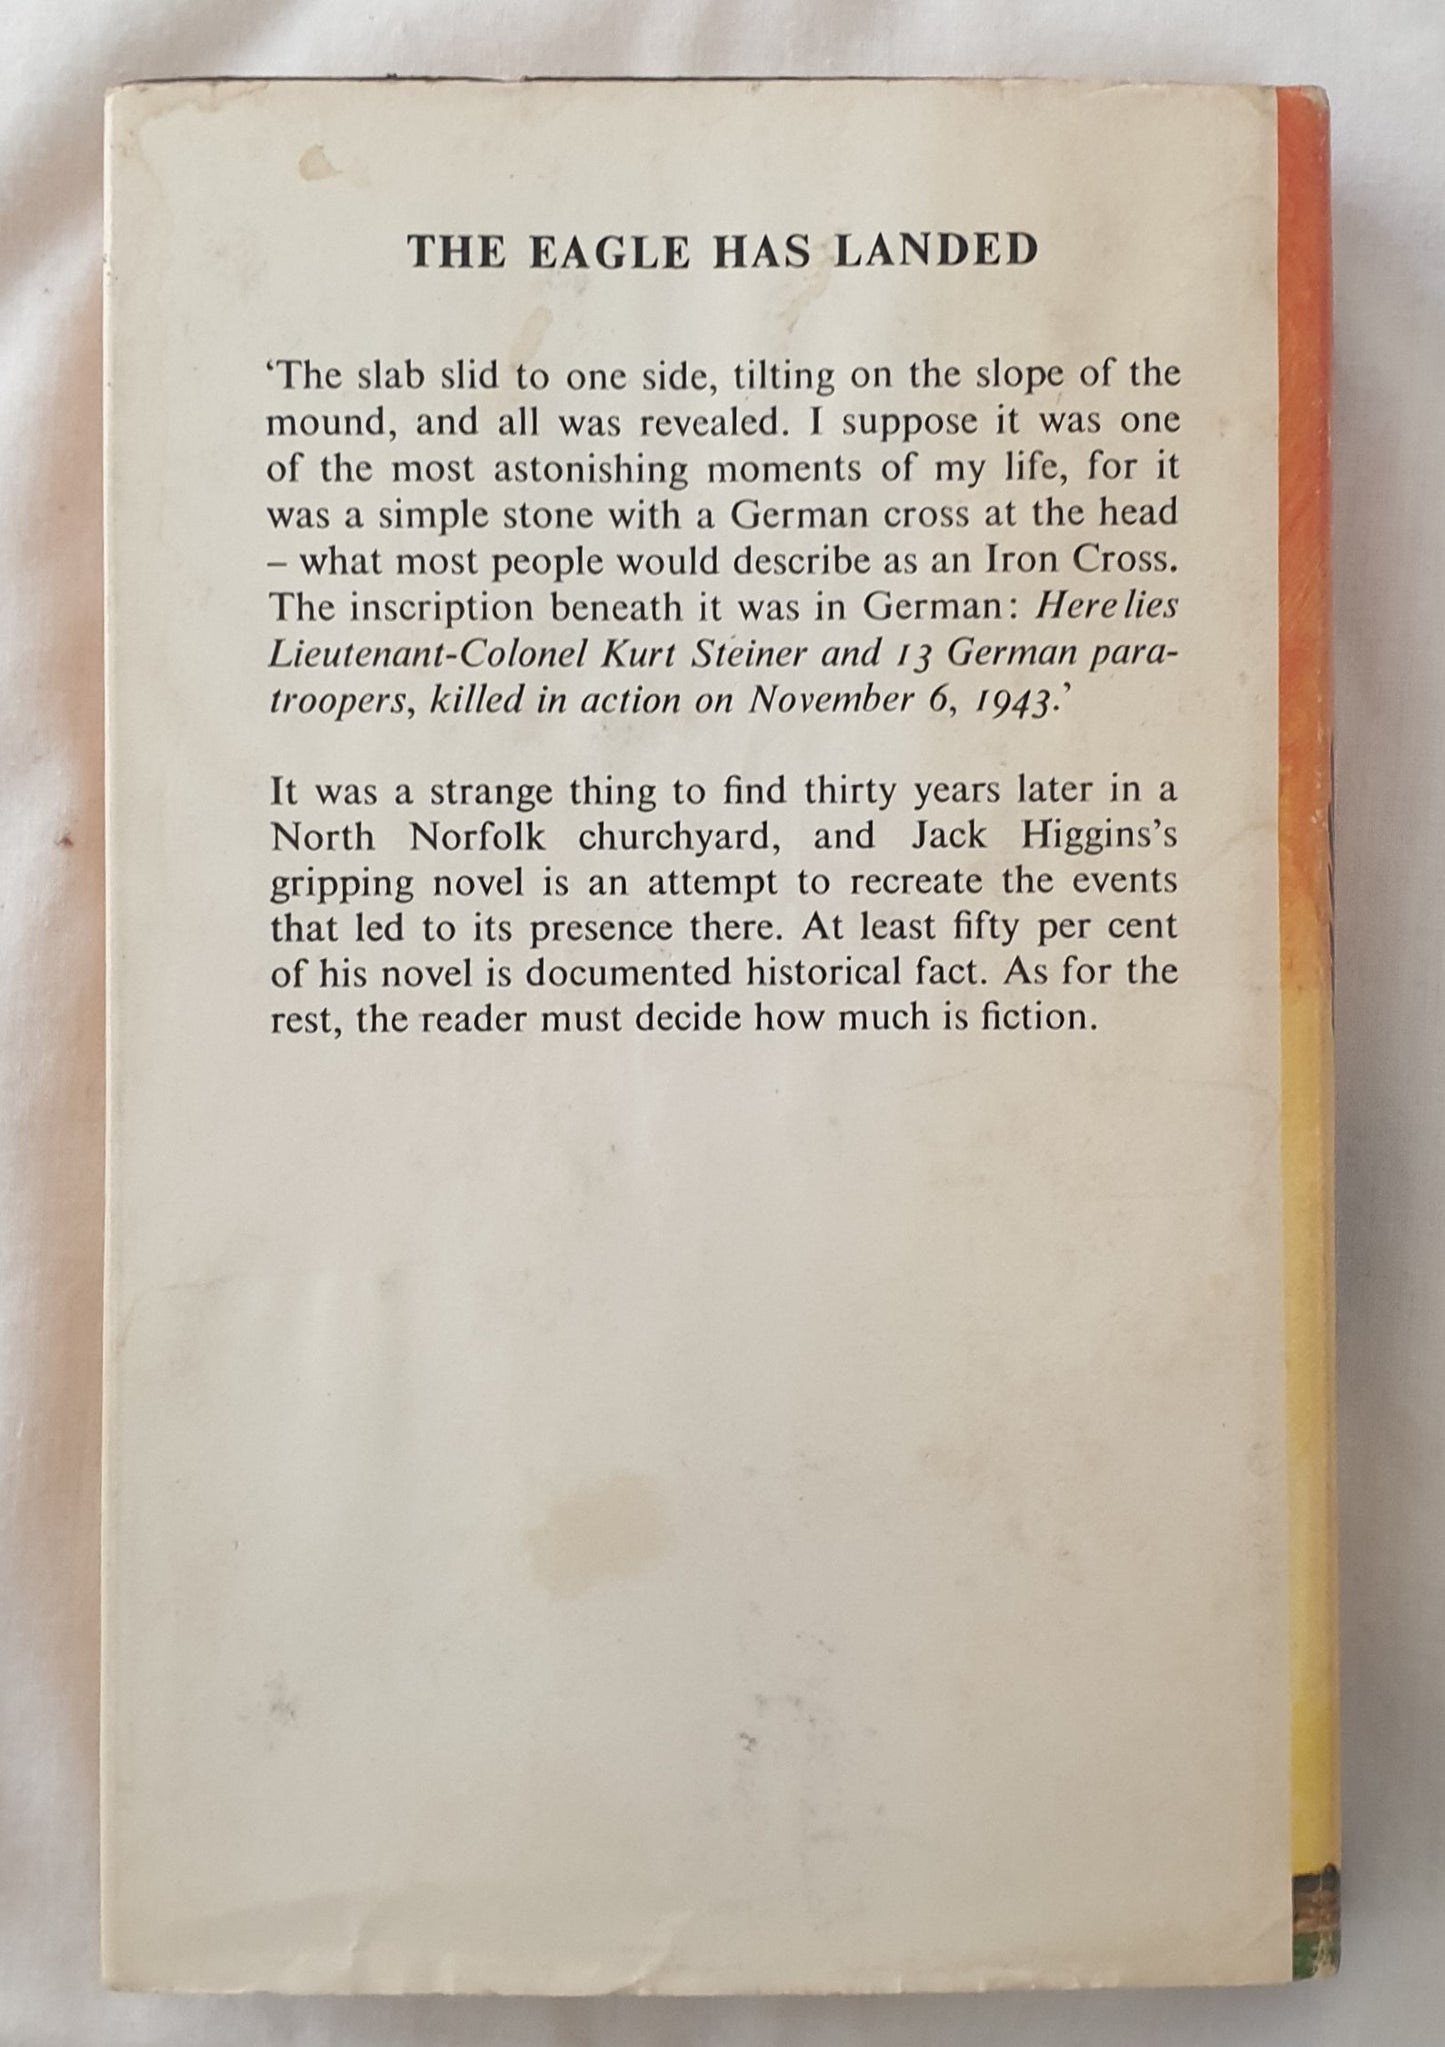 THE EAGLE HAS LANDED
‘The slab slid to one side, tilting on the slope of the
mound, and all was revealed. I suppose it was one
of the most astonishing moments of my life, for it
was a simple stone with a German cross at the head
– what most people would describe as an Iron Cross.
The inscription beneath it was in German: Here lies
Lieutenant-Colonel Kurt Steiner and 13 German para-
troopers, killed in action on November 6, 1943.’
It was a strange thing to find thirty years later in a
North Norfolk churchyard, and Jack Higgins’s
gripping novel is an attempt to recreate the events
that led to its presence there. At least fifty per cent
of his novel is documented historical fact. As for the
rest, the reader must decide how much is fiction.